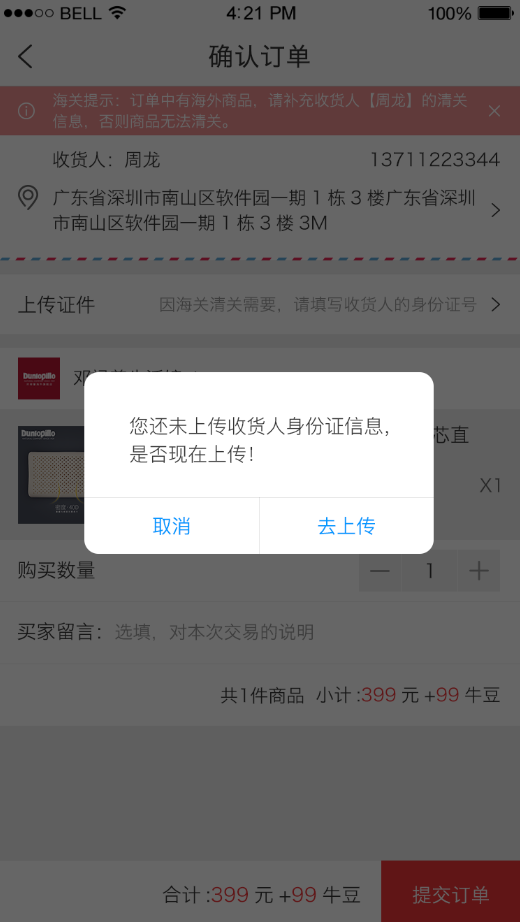 BELL 4:21 PM 100%
确认订单
海关提示：订单中有海外商品，请补充收货人【周龙】的清关
信息，否则商品无法清关。
收货人：周龙 13711223344
广东省深圳市南山区软件园一期 1 栋 3 楼广东省深圳
市南山区软件园一期 1 栋 3 楼 3M
上传证件 因海关清关需要，请填写收货人的身份证号
Dunlopillo
Dunlopillo
芯直
X1
您还未上传收货人身份证信息，
是否现在上传！
取消 去上传
购买数量 1
买家留言：选填，对本次交易的说明
共1件商品 小计 :399 元 +99 牛豆
合计 :399 元 +99 牛豆 提交订单